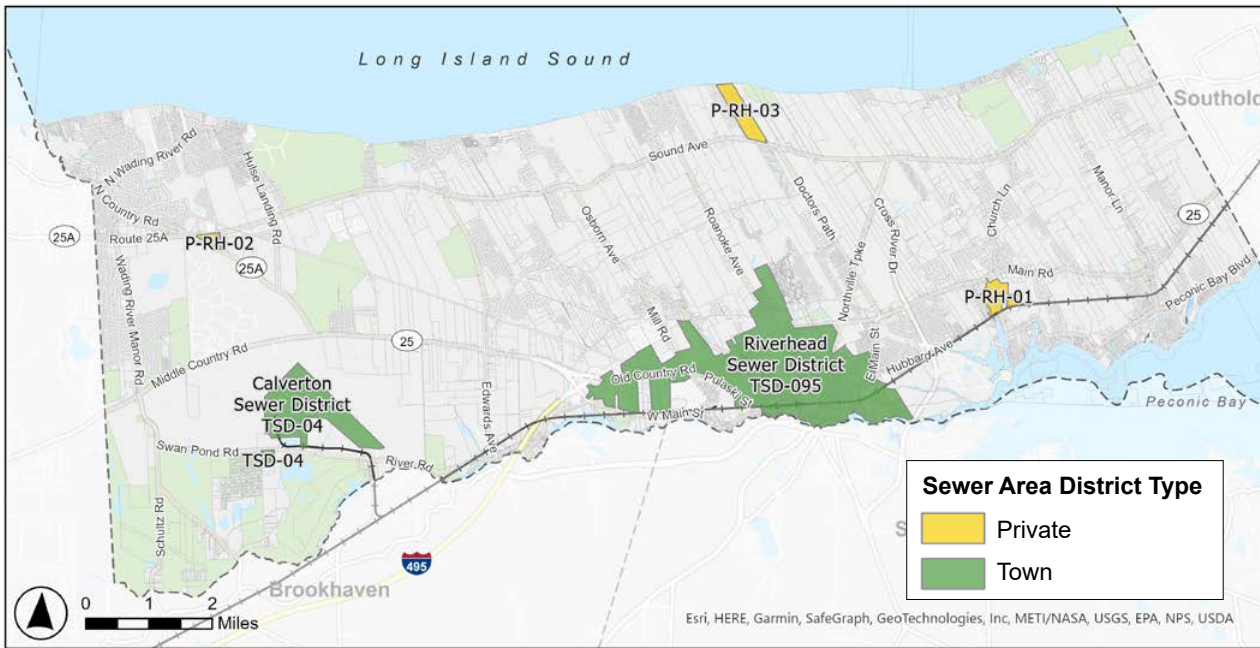 Long Island Sound
Southold
P-RH-03
Sound Ave
N Wading River Rd
Hulse Landing Rd
N Country Rd
25A
Route 25A
P-RH-02
25A
Wading River Manor Rd
Osborn Ave
Roanoke Ave
Doctors Path
Cross River Dr
Church Ln
Manor Ln
25
Northville Tpke
Main Rd
P-RH-01
Peconic Bay Blvd
25
Middle Country Rd
Mill Rd
Riverhead
Sewer District
TSD-095
E Main St
Hubbard Ave
Old Country Rd
Pulaski St
W Main St
Calverton
Sewer District
TSD-04
Edwards Ave
Swan Pond Rd
TSD-04
River Rd
Schultz Rd
Peconic Bay
495
Brookhaven
S
Sewer Area District Type
Private
Town
0 1 2
Miles
Esri, HERE, Garmin, SafeGraph, GeoTechnologies, Inc, METI/NASA, USGS, EPA, NPS, USDA